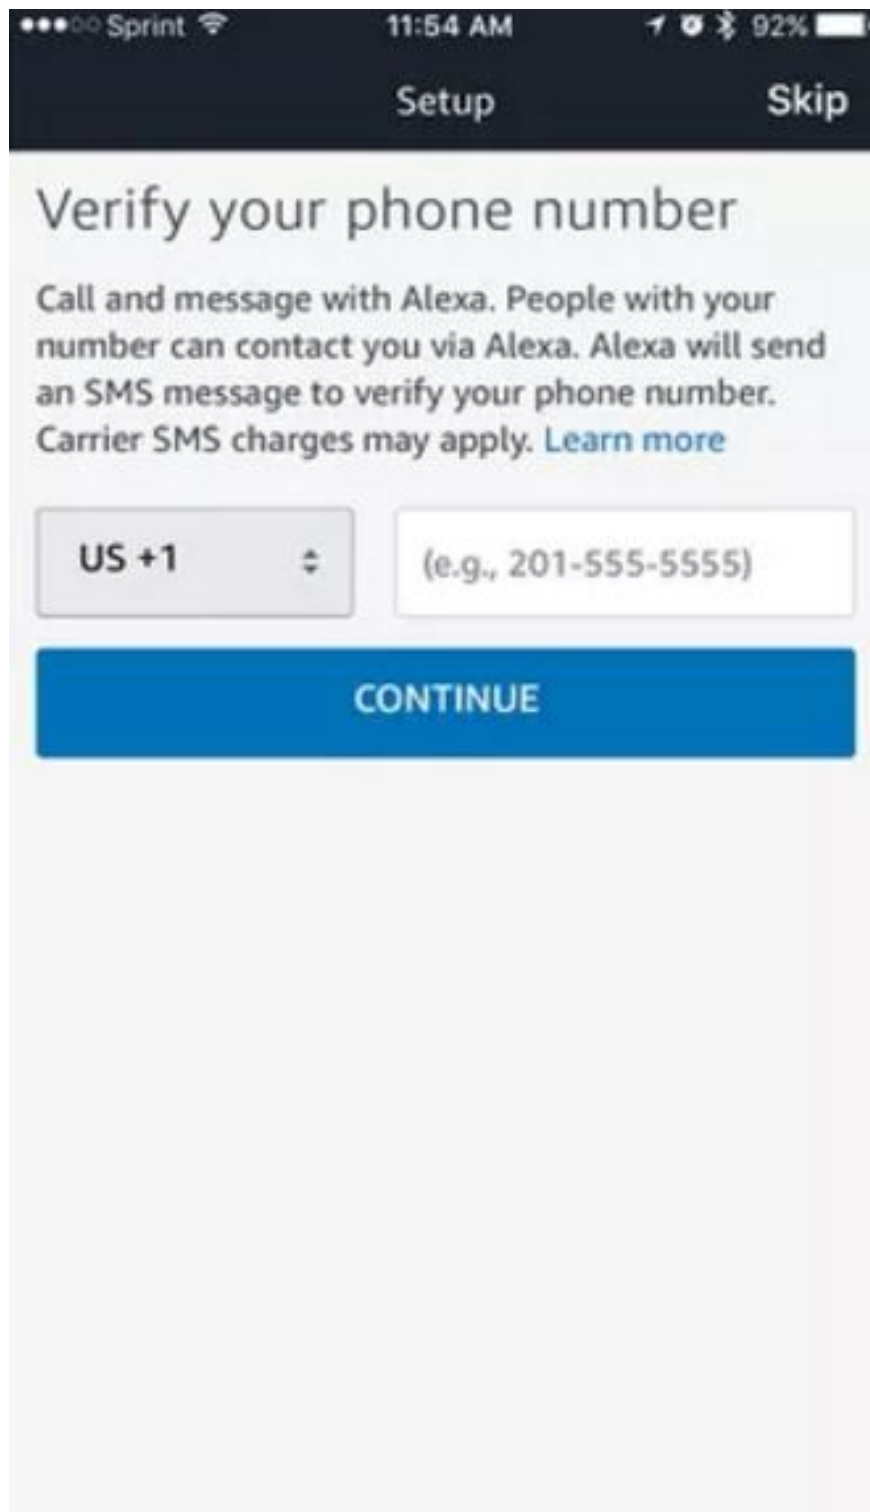 Sprint 11:54 AM 92%
Setup Skip
Verify your phone number
Call and message with Alexa. People with your
number can contact you via Alexa. Alexa will send
an SMS message to verify your phone number.
Carrier SMS charges may apply. Learn more
US +1 (e.g., 201-555-5555)
CONTINUE